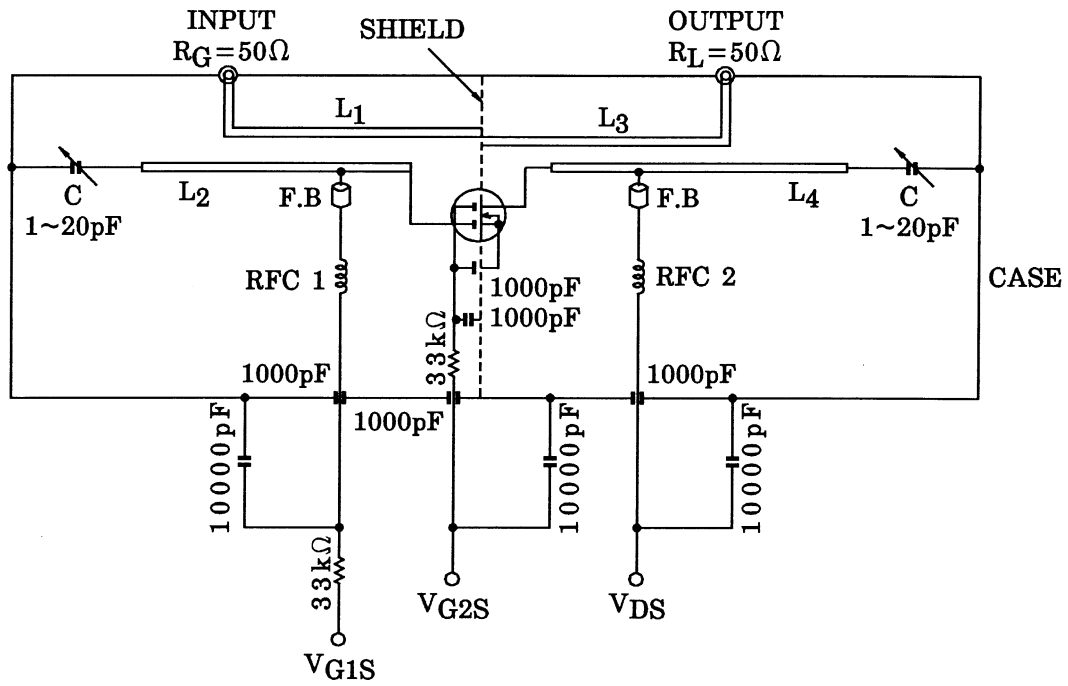 INPUT
RG=50Ω
SHIELD
OUTPUT
RL=50Ω
L1
L3
C
1~20pF
L2
F.B
F.B
L4
C
1~20pF
RFC 1
1000pF
1000pF
RFC 2
CASE
33kΩ
1000pF
1000pF
1000pF
10000pF
10000pF
10000pF
33kΩ
VG2S
VDS
VG1S